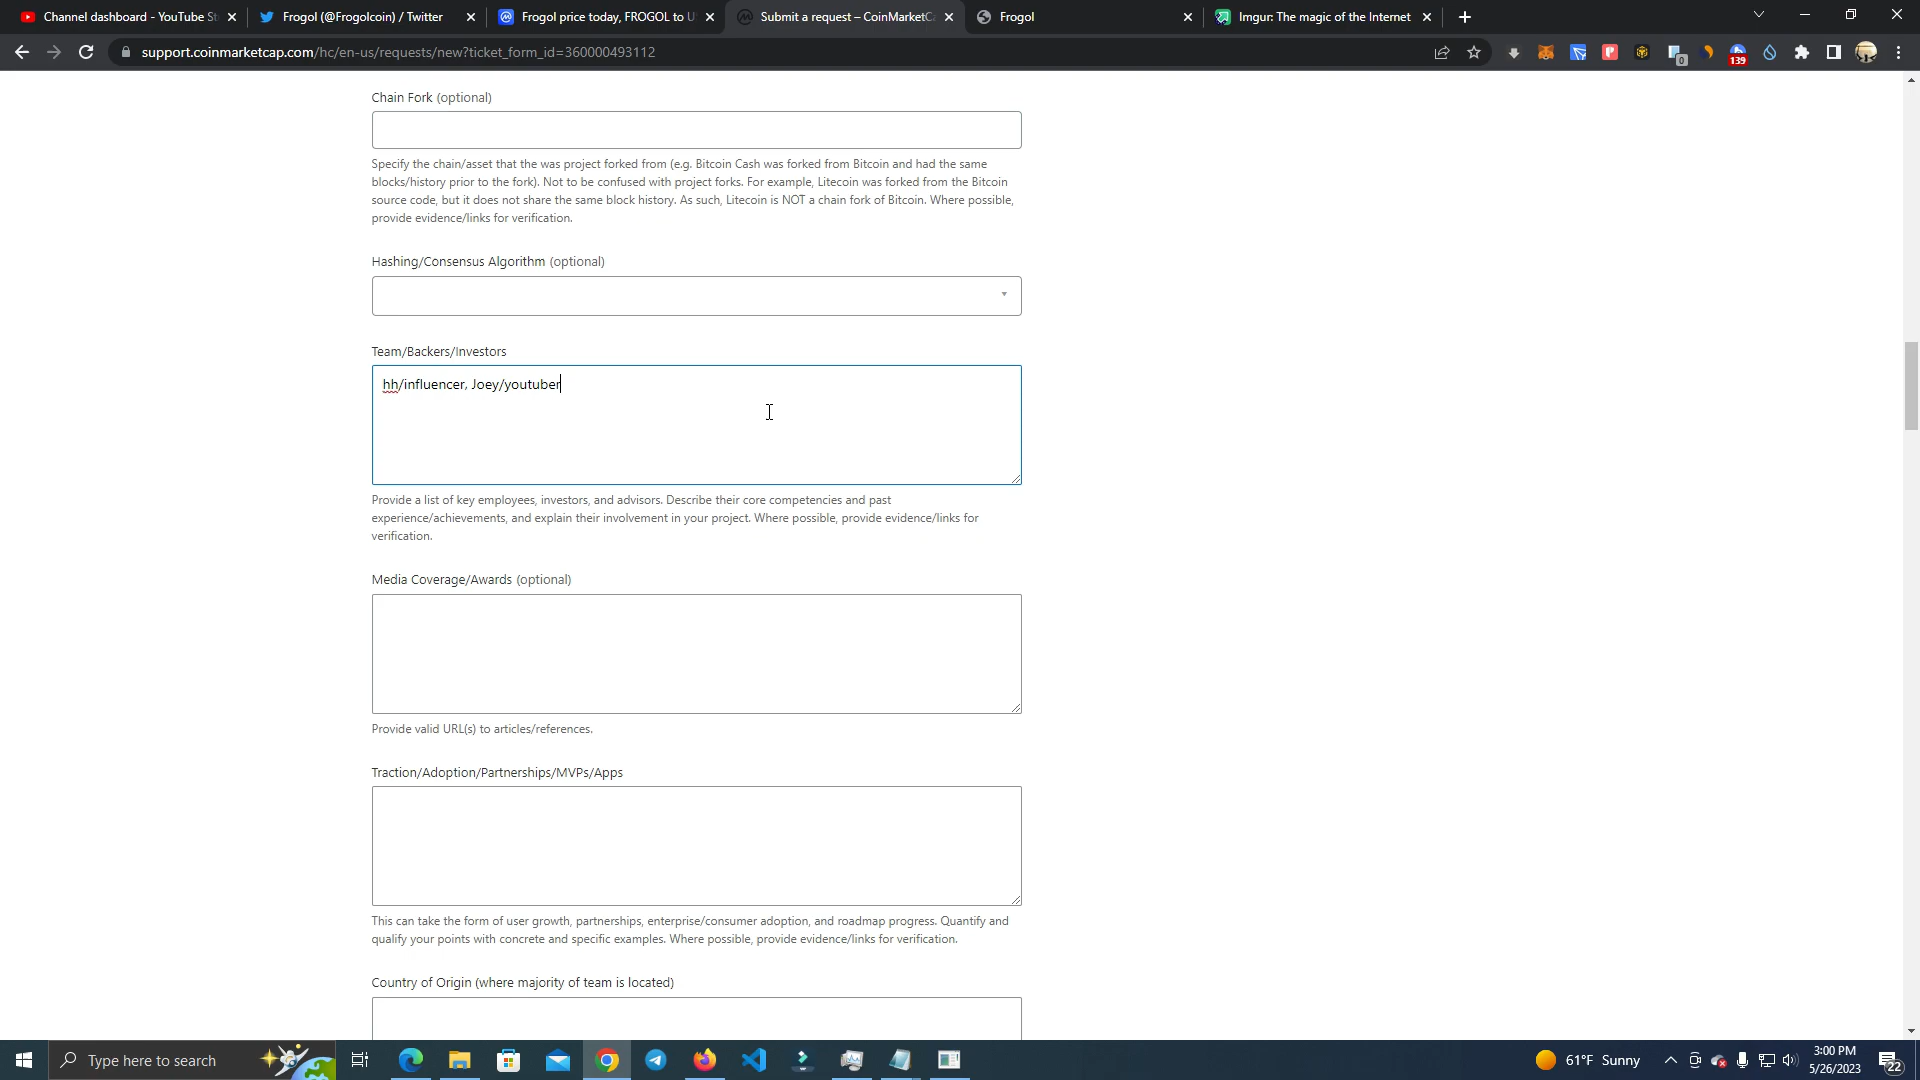 Channel dashboard - YouTube St
Frogol (@Frogolcoin) / Twitter
Frogol price today, FROGOL to U
Submit a request – CoinMarketCa
Frogol
Imgur: The magic of the Internet
support.coinmarketcap.com/hc/en-us/requests/new?ticket_form_id=360000493112
0
139
Chain Fork (optional)
Specify the chain/asset that the was project forked from (e.g. Bitcoin Cash was forked from Bitcoin and had the same
blocks/history prior to the fork). Not to be confused with project forks. For example, Litecoin was forked from the Bitcoin
source code, but it does not share the same block history. As such, Litecoin is NOT a chain fork of Bitcoin. Where possible,
provide evidence/links for verification.
Hashing/Consensus Algorithm (optional)
Team/Backers/Investors
hh/influencer, Joey/youtuber
Provide a list of key employees, investors, and advisors. Describe their core competencies and past
experience/achievements, and explain their involvement in your project. Where possible, provide evidence/links for
verification.
Media Coverage/Awards (optional)
Provide valid URL(s) to articles/references.
Traction/Adoption/Partnerships/MVPs/Apps
This can take the form of user growth, partnerships, enterprise/consumer adoption, and roadmap progress. Quantify and
qualify your points with concrete and specific examples. Where possible, provide evidence/links for verification.
Country of Origin (where majority of team is located)
Type here to search
61°F Sunny
3:00 PM
5/26/2023
22